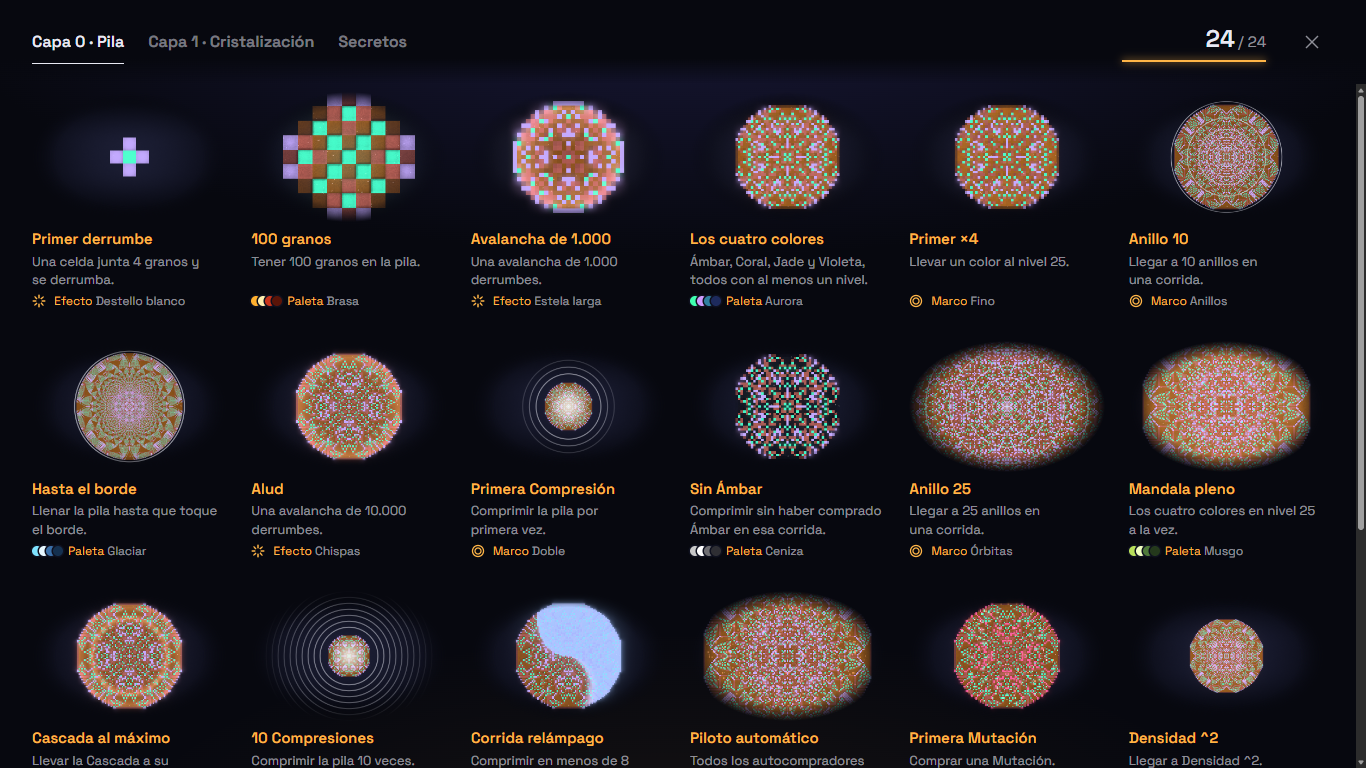 Capa 0 · Pila
Capa 1 · Cristalización
Secretos
24 / 24
Primer derrumbe
Una celda junta 4 granos y
se derrumba.
Efecto Destello blanco
100 granos
Tener 100 granos en la pila.
Paleta Brasa
Avalancha de 1.000
Una avalancha de 1.000
derrumbes.
Efecto Estela larga
Los cuatro colores
Ámbar, Coral, Jade y Violeta,
todos con al menos un nivel.
Paleta Aurora
Primer ×4
Llevar un color al nivel 25.
Marco Fino
Anillo 10
Llegar a 10 anillos en
una corrida.
Marco Anillos
Hasta el borde
Llenar la pila hasta que toque
el borde.
Paleta Glaciar
Alud
Una avalancha de 10.000
derrumbes.
Efecto Chispas
Primera Compresión
Comprimir la pila por
primera vez.
Marco Doble
Sin Ámbar
Comprimir sin haber comprado
Ámbar en esa corrida.
Paleta Ceniza
Anillo 25
Llegar a 25 anillos en
una corrida.
Marco Órbitas
Mandala pleno
Los cuatro colores en nivel 25
a la vez.
Paleta Musgo
Cascada al máximo
Llevar la Cascada a su
10 Compresiones
Comprimir la pila 10 veces.
Corrida relámpago
Comprimir en menos de 8
Piloto automático
Todos los autocompradores
Primera Mutación
Comprar una Mutación.
Densidad ^2
Llegar a Densidad ^2.